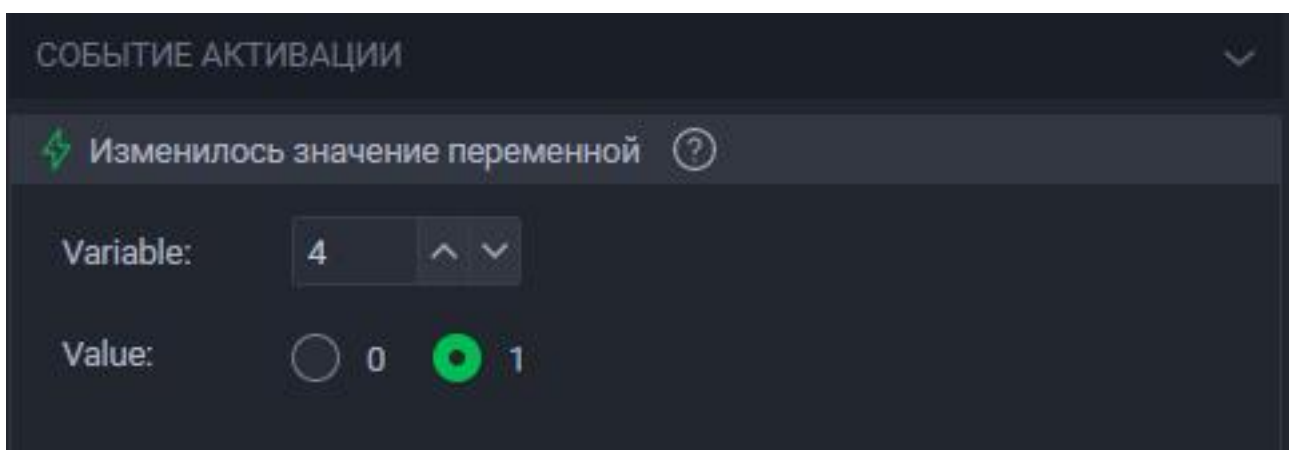 СОБЫТИЕ АКТИВАЦИИ
Изменилось значение переменной ?
Variable: 4
Value: 0 1